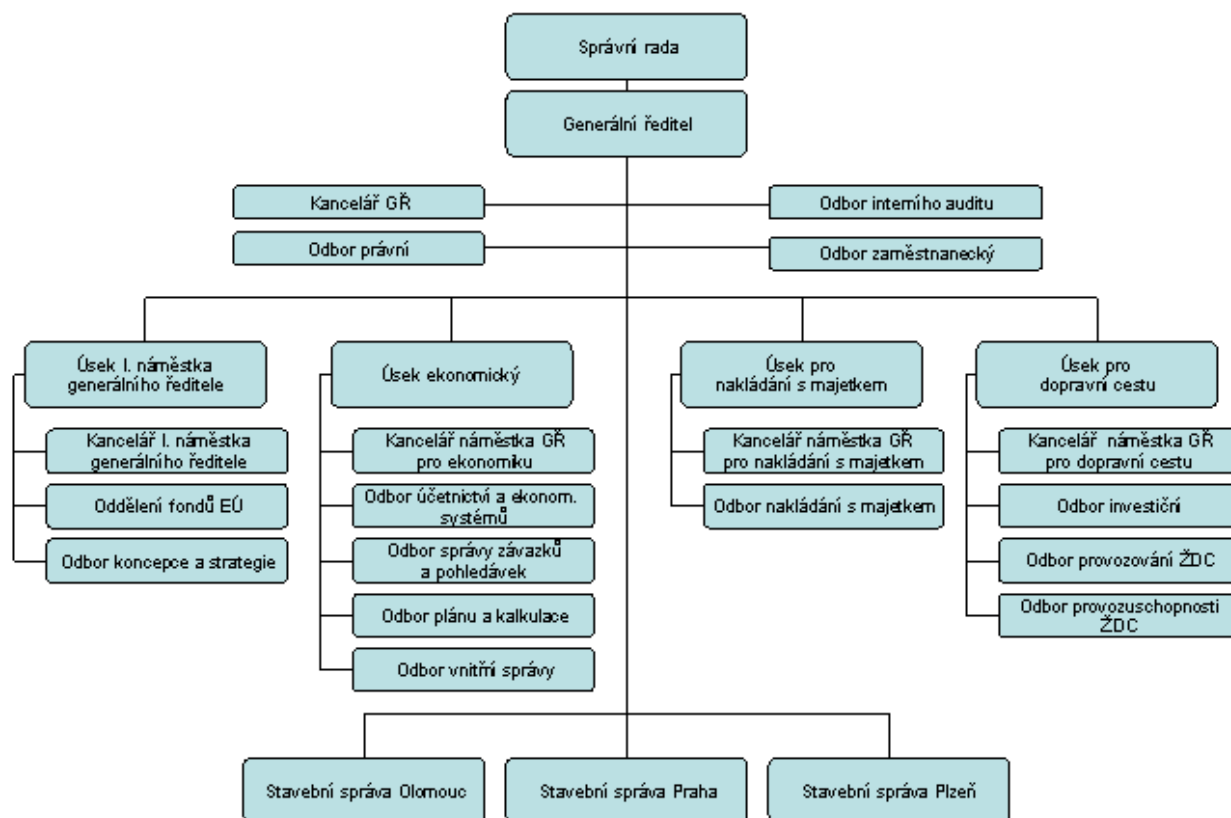 Správní rada
Generální ředitel
Kancelář GŘ
Odbor interního auditu
Odbor právní
Odbor zaměstnanecký
Úsek I. náměstka
generálního ředitele
Úsek ekonomický
Úsek pro
nakládání s majetkem
Úsek pro
dopravní cestu
Kancelář I. náměstka
generálního ředitele
Oddělení fondů EÚ
Odbor koncepce a strategie
Kancelář náměstka GŘ
pro ekonomiku
Odbor účetnictví a ekonom.
systémů
Odbor správy závazků
a pohledávek
Odbor plánu a kalkulace
Odbor vnitřní správy
Kancelář náměstka GŘ
pro nakládání s majetkem
Odbor nakládání s majetkem
Kancelář náměstka GŘ
pro dopravní cestu
Odbor investiční
Odbor provozování ŽDC
Odbor provozuschopnosti
ŽDC
Stavební správa Olomouc
Stavební správa Praha
Stavební správa Plzeň